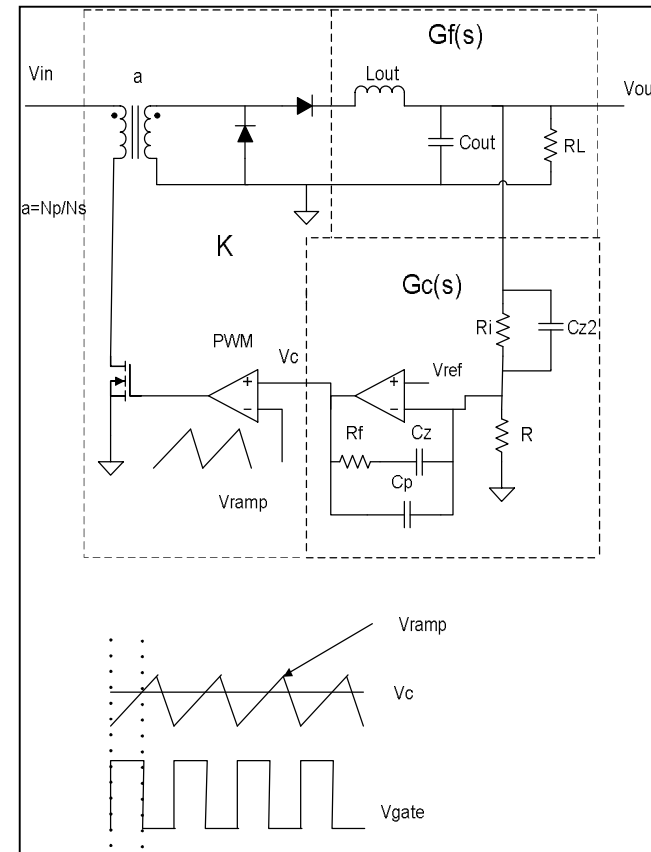 Gf(s)
Vin
a
Lout
Vou
Cout
RL
a=Np/Ns
K
Gc(s)
Ri
Cz2
PWM
Vc
Vref
+
−
+
−
Rf
Cz
R
Cp
Vramp
Vramp
Vc
Vgate